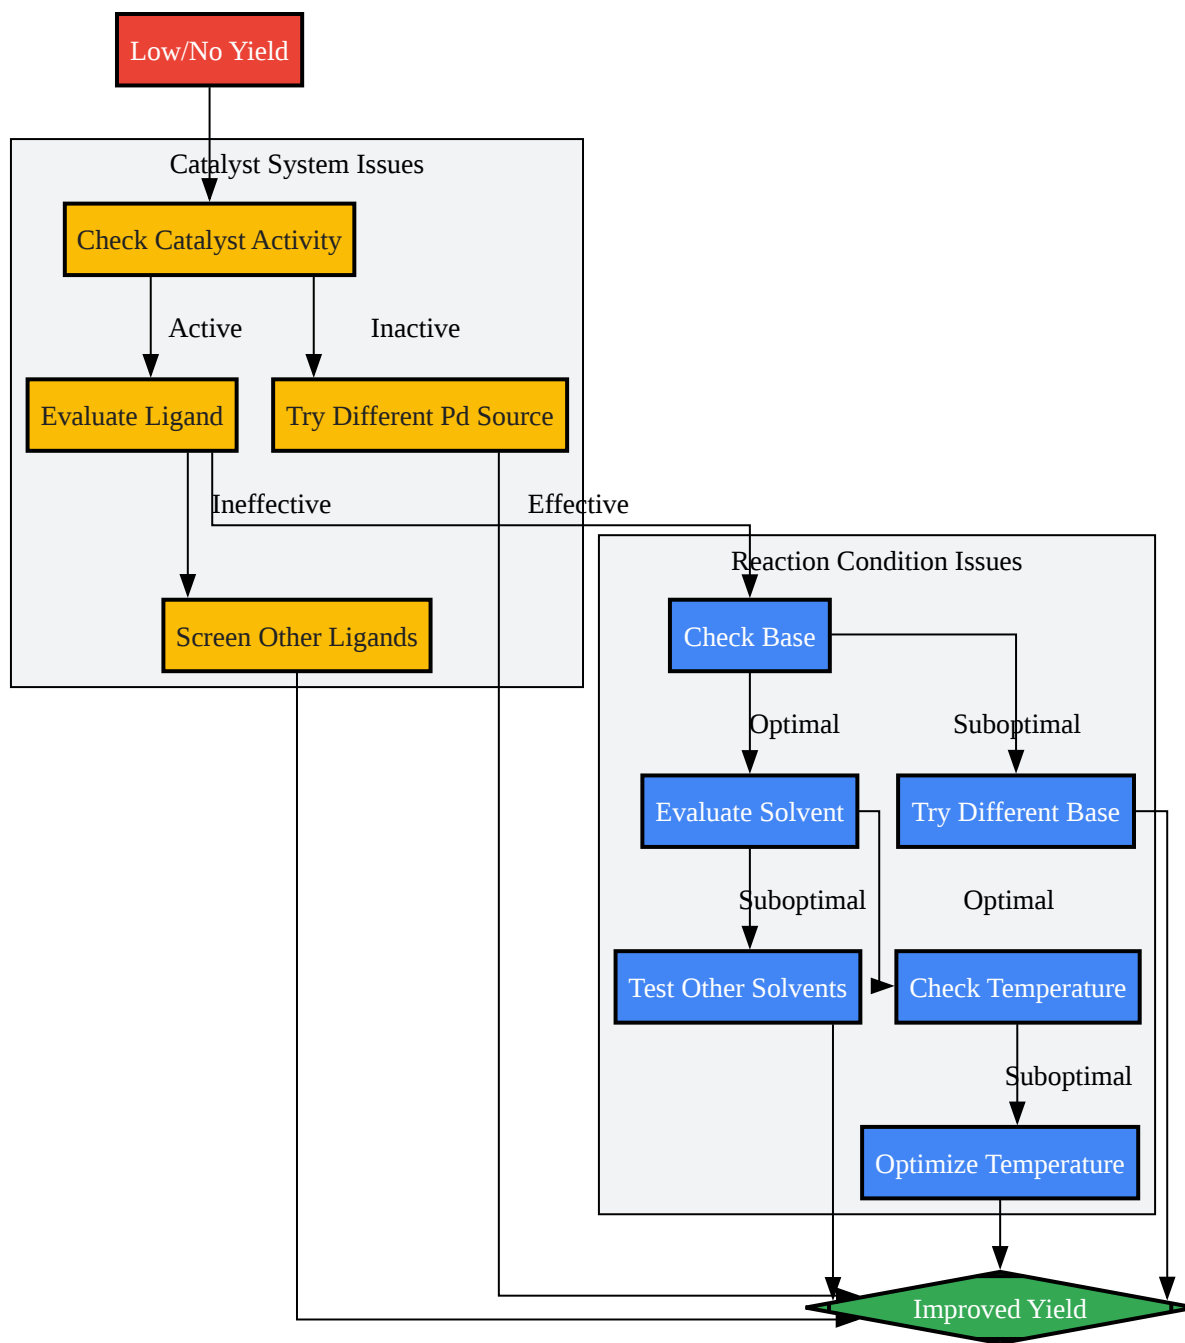 Low/No Yield
Catalyst System Issues
Check Catalyst Activity
Active
Inactive
Evaluate Ligand
Try Different Pd Source
Ineffective
Effective
Reaction Condition Issues
Screen Other Ligands
Check Base
Optimal
Suboptimal
Evaluate Solvent
Try Different Base
Suboptimal
Optimal
Test Other Solvents
Check Temperature
Suboptimal
Optimize Temperature
Improved Yield